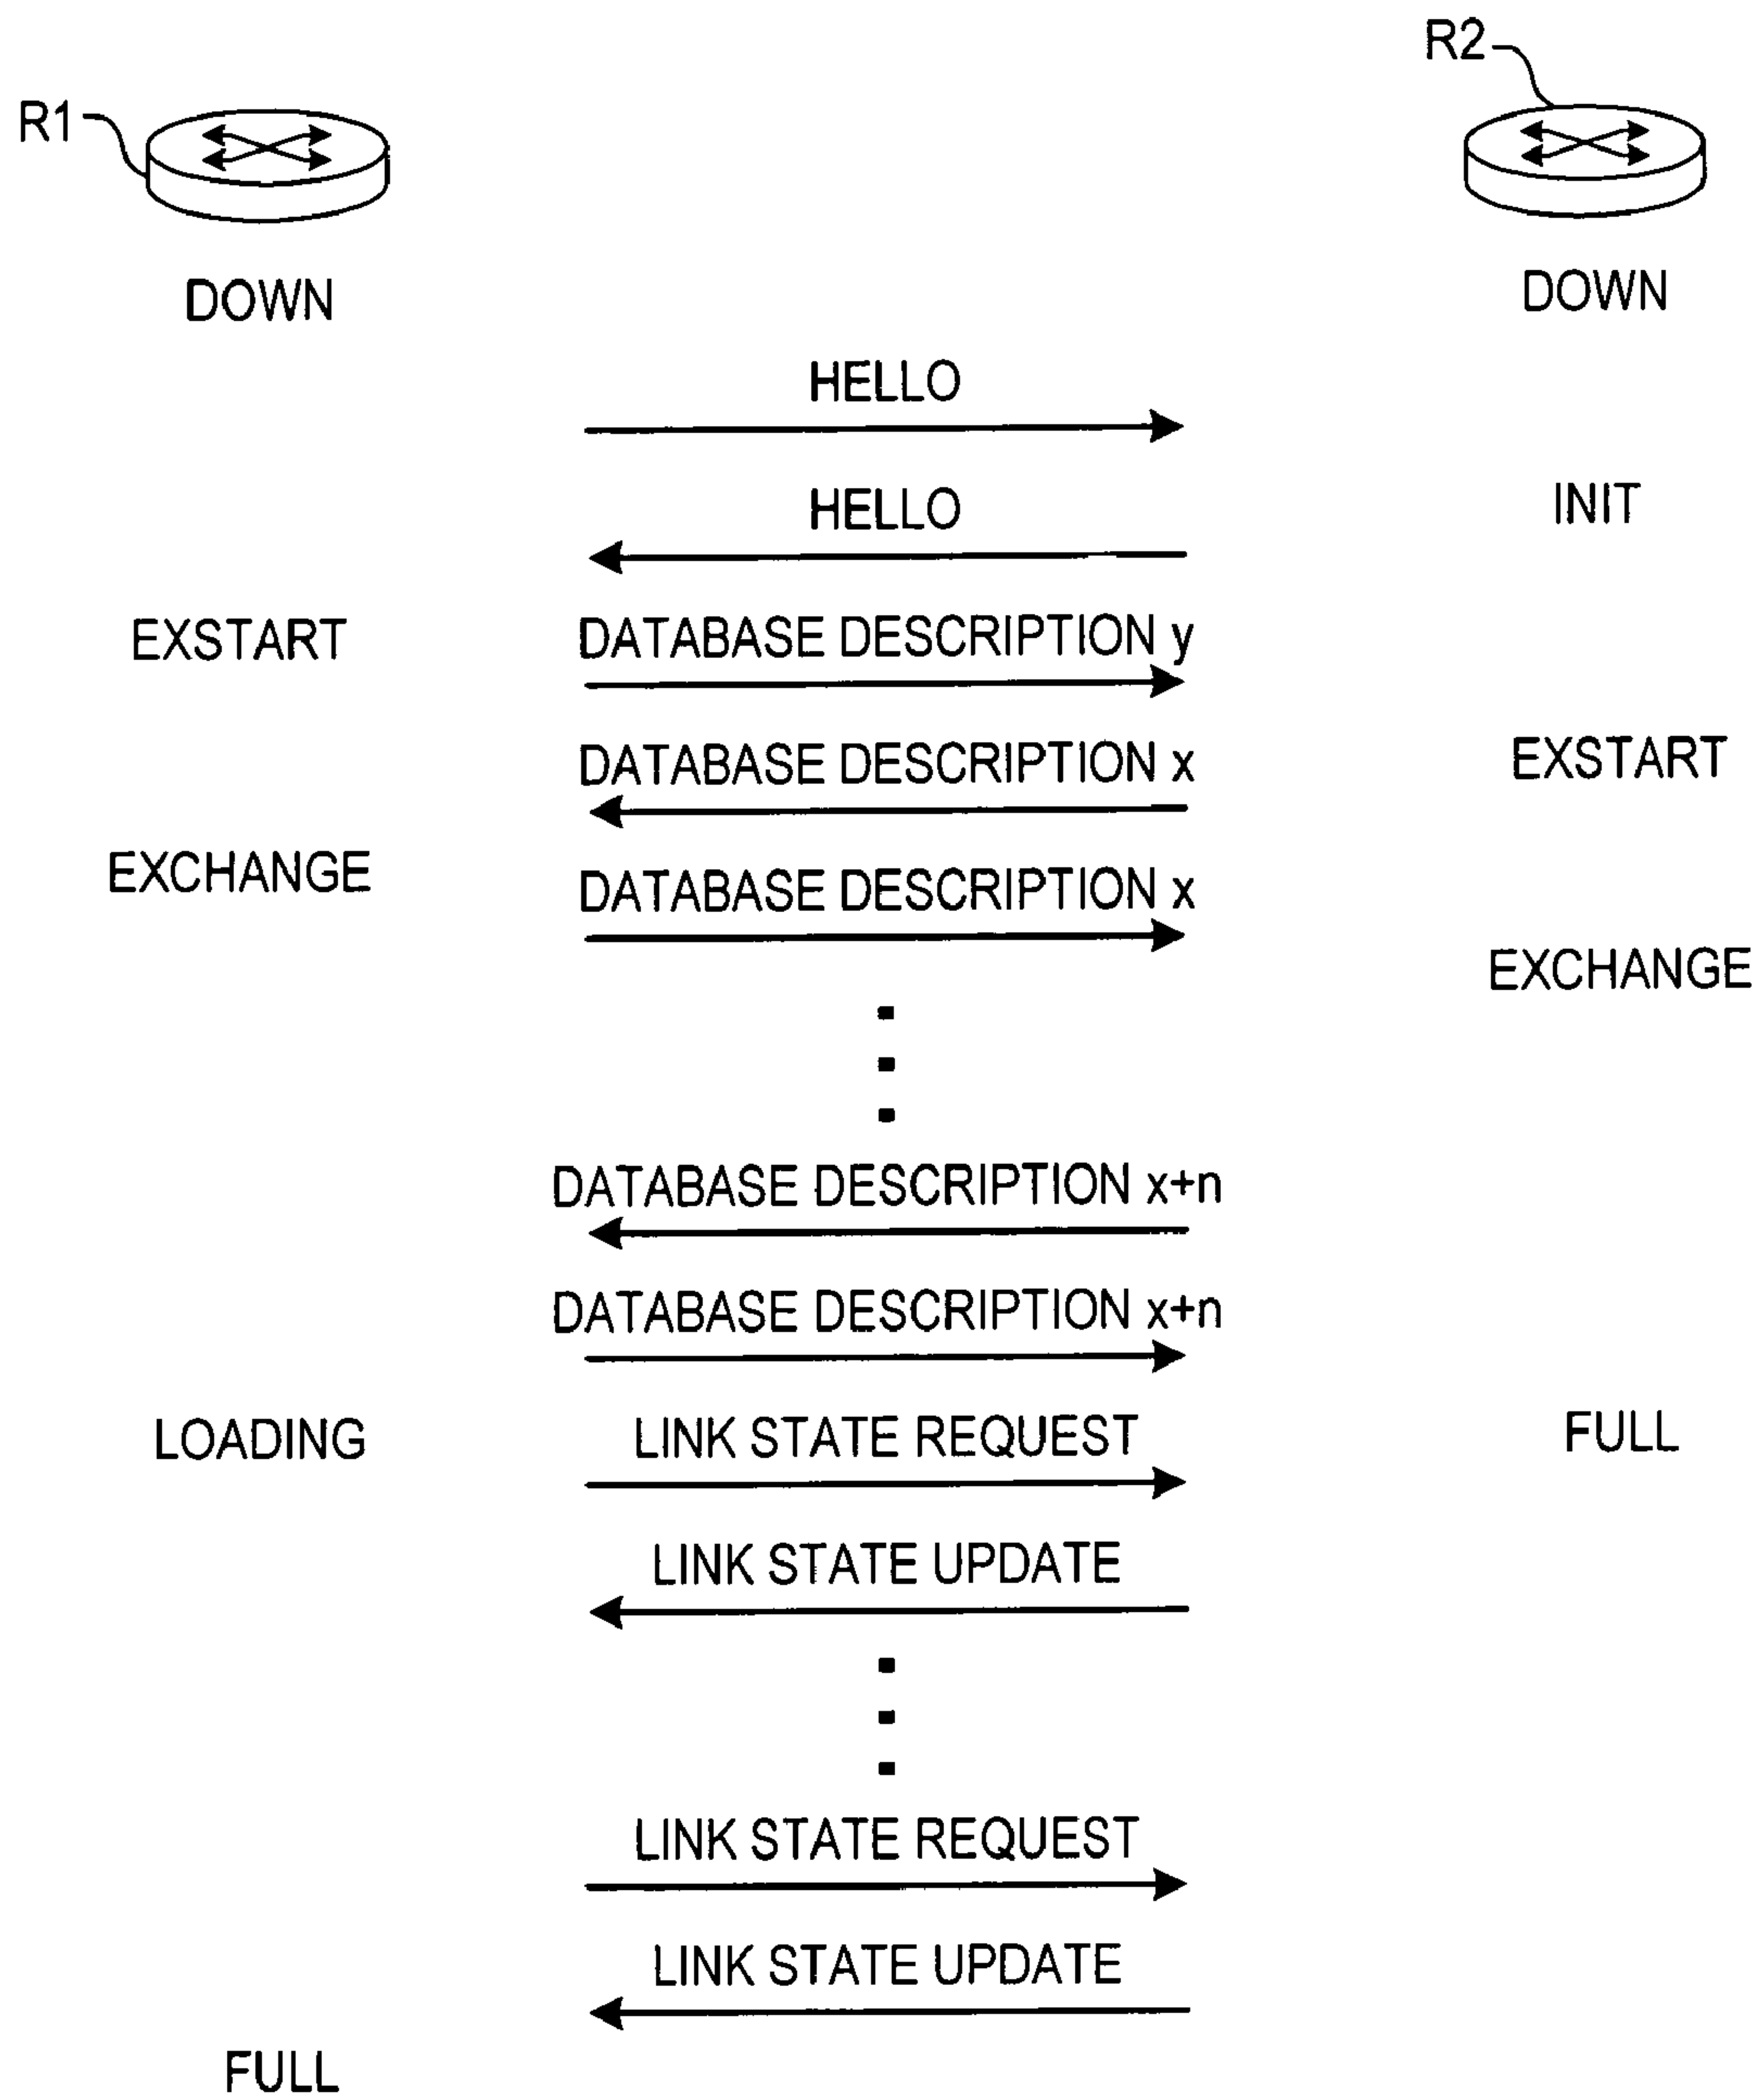 R2
R1
DOWN
DOWN
HELLO
HELLO
INIT
EXSTART
DATABASE DESCRIPTION y
DATABASE DESCRIPTION x
EXSTART
EXCHANGE
DATABASE DESCRIPTION x
EXCHANGE
DATABASE DESCRIPTION x+n
DATABASE DESCRIPTION x+n
LOADING
LINK STATE REQUEST
FULL
LINK STATE UPDATE
LINK STATE REQUEST
LINK STATE UPDATE
FULL